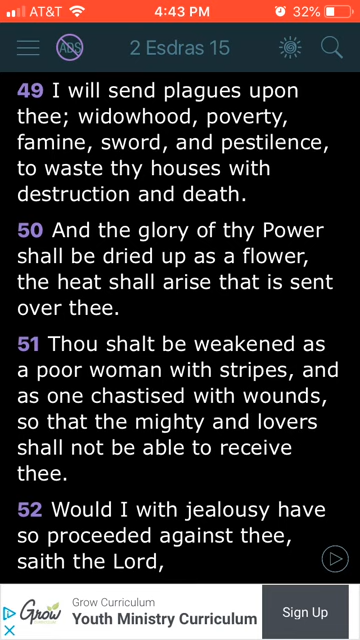 AT&T 4:43 PM 32%
ADS 2 Esdras 15
49 I will send plagues upon
thee; widowhood, poverty,
famine, sword, and pestilence,
to waste thy houses with
destruction and death.
50 And the glory of thy Power
shall be dried up as a flower,
the heat shall arise that is sent
over thee.
51 Thou shalt be weakened as
a poor woman with stripes, and
as one chastised with wounds,
so that the mighty and lovers
shall not be able to receive
thee.
52 Would I with jealousy have
so proceeded against thee,
saith the Lord,
Grow
Grow Curriculum
Youth Ministry Curriculum
Sign Up